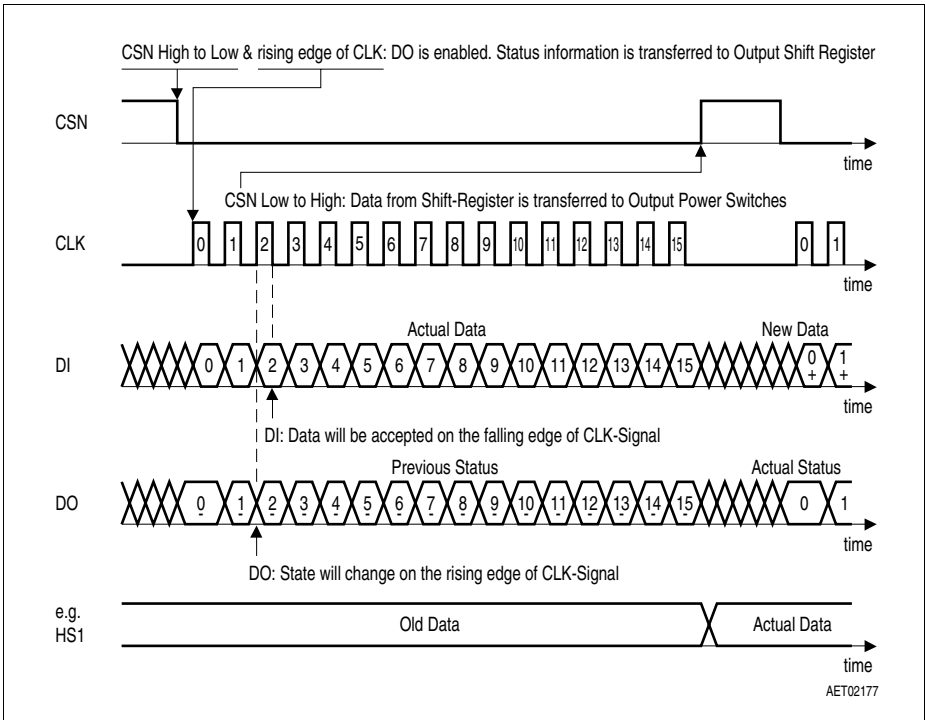 CSN High to Low & rising edge of CLK: DO is enabled. Status information is transferred to Output Shift Register
CSN
time
CSN Low to High: Data from Shift-Register is transferred to Output Power Switches
CLK
0 1 2 3 4 5 6 7 8 9 10 11 12 13 14 15 0 1
time
Actual Data New Data
DI
0 1 2 3 4 5 6 7 8 9 10 11 12 13 14 15 0 1
+ +
time
DI: Data will be accepted on the falling edge of CLK-Signal
Previous Status Actual Status
DO
0 1 2 3 4 5 6 7 8 9 10 11 12 13 14 15 0 1
- - - - - - - - - - - - - - - -
time
DO: State will change on the rising edge of CLK-Signal
e.g.
HS1
Old Data Actual Data
time
AET02177